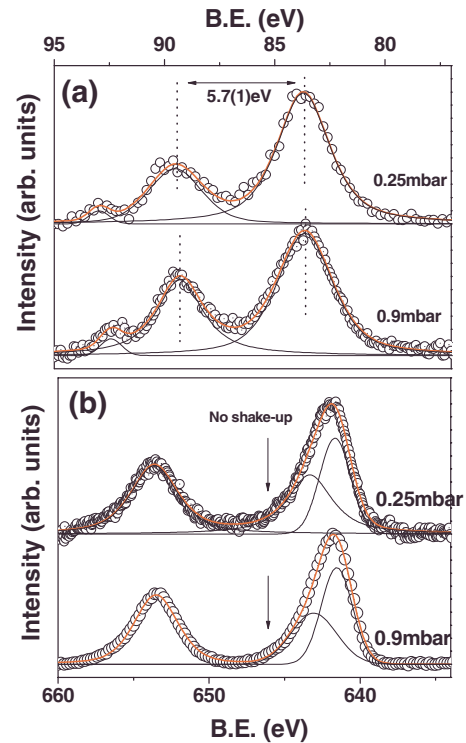 B.E. (eV)
95 90 85 80
(a)
5.7(1)eV
0.25mbar
0.9mbar
Intensity (arb. units)
(b)
No shake-up
0.25mbar
0.9mbar
Intensity (arb. units)
660 650 640
B.E. (eV)